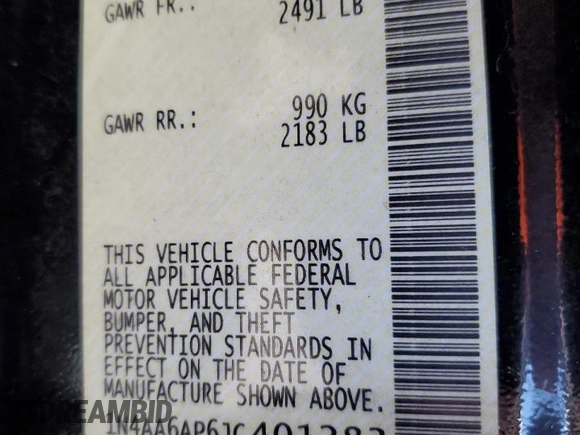 GAWR FR.: 2491 LB
990 KG
GAWR RR.: 2183 LB
THIS VEHICLE CONFORMS TO
ALL APPLICABLE FEDERAL
MOTOR VEHICLE SAFETY,
BUMPER, AND THEFT
PREVENTION STANDARDS IN
EFFECT ON THE DATE OF
MANUFACTURE SHOWN ABOVE.
1N4AA6AP6JC401383
DREAMBID